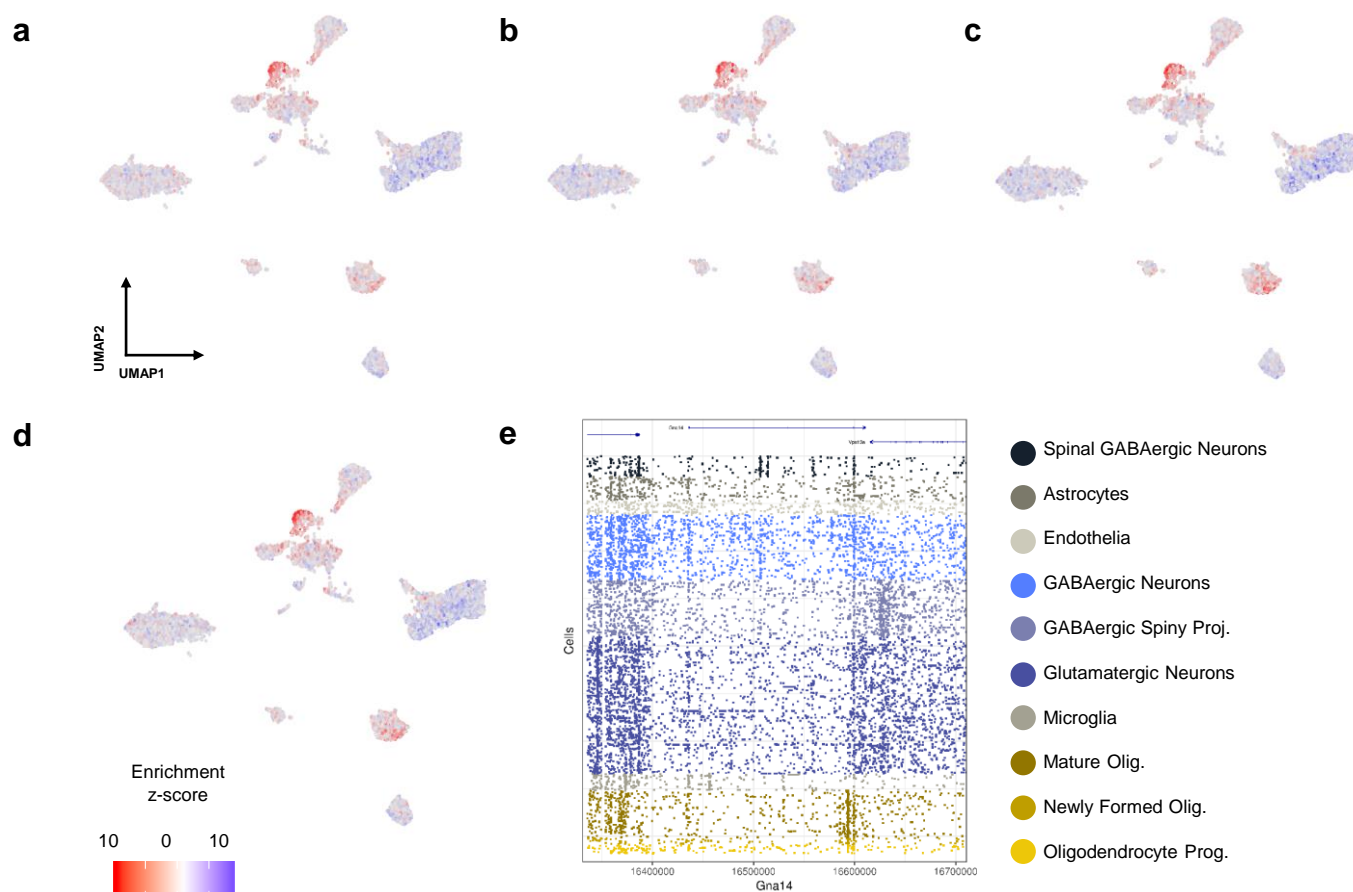 a
b
c
UMAP2
UMAP1
d
e
Enrichment
z-score
10 0 10
Cells
16400000 16500000 16600000 16700000
Gna14
Spinal GABAergic Neurons
Astrocytes
Endothelia
GABAergic Neurons
GABAergic Spiny Proj.
Glutamatergic Neurons
Microglia
Mature Olig.
Newly Formed Olig.
Oligodendrocyte Prog.